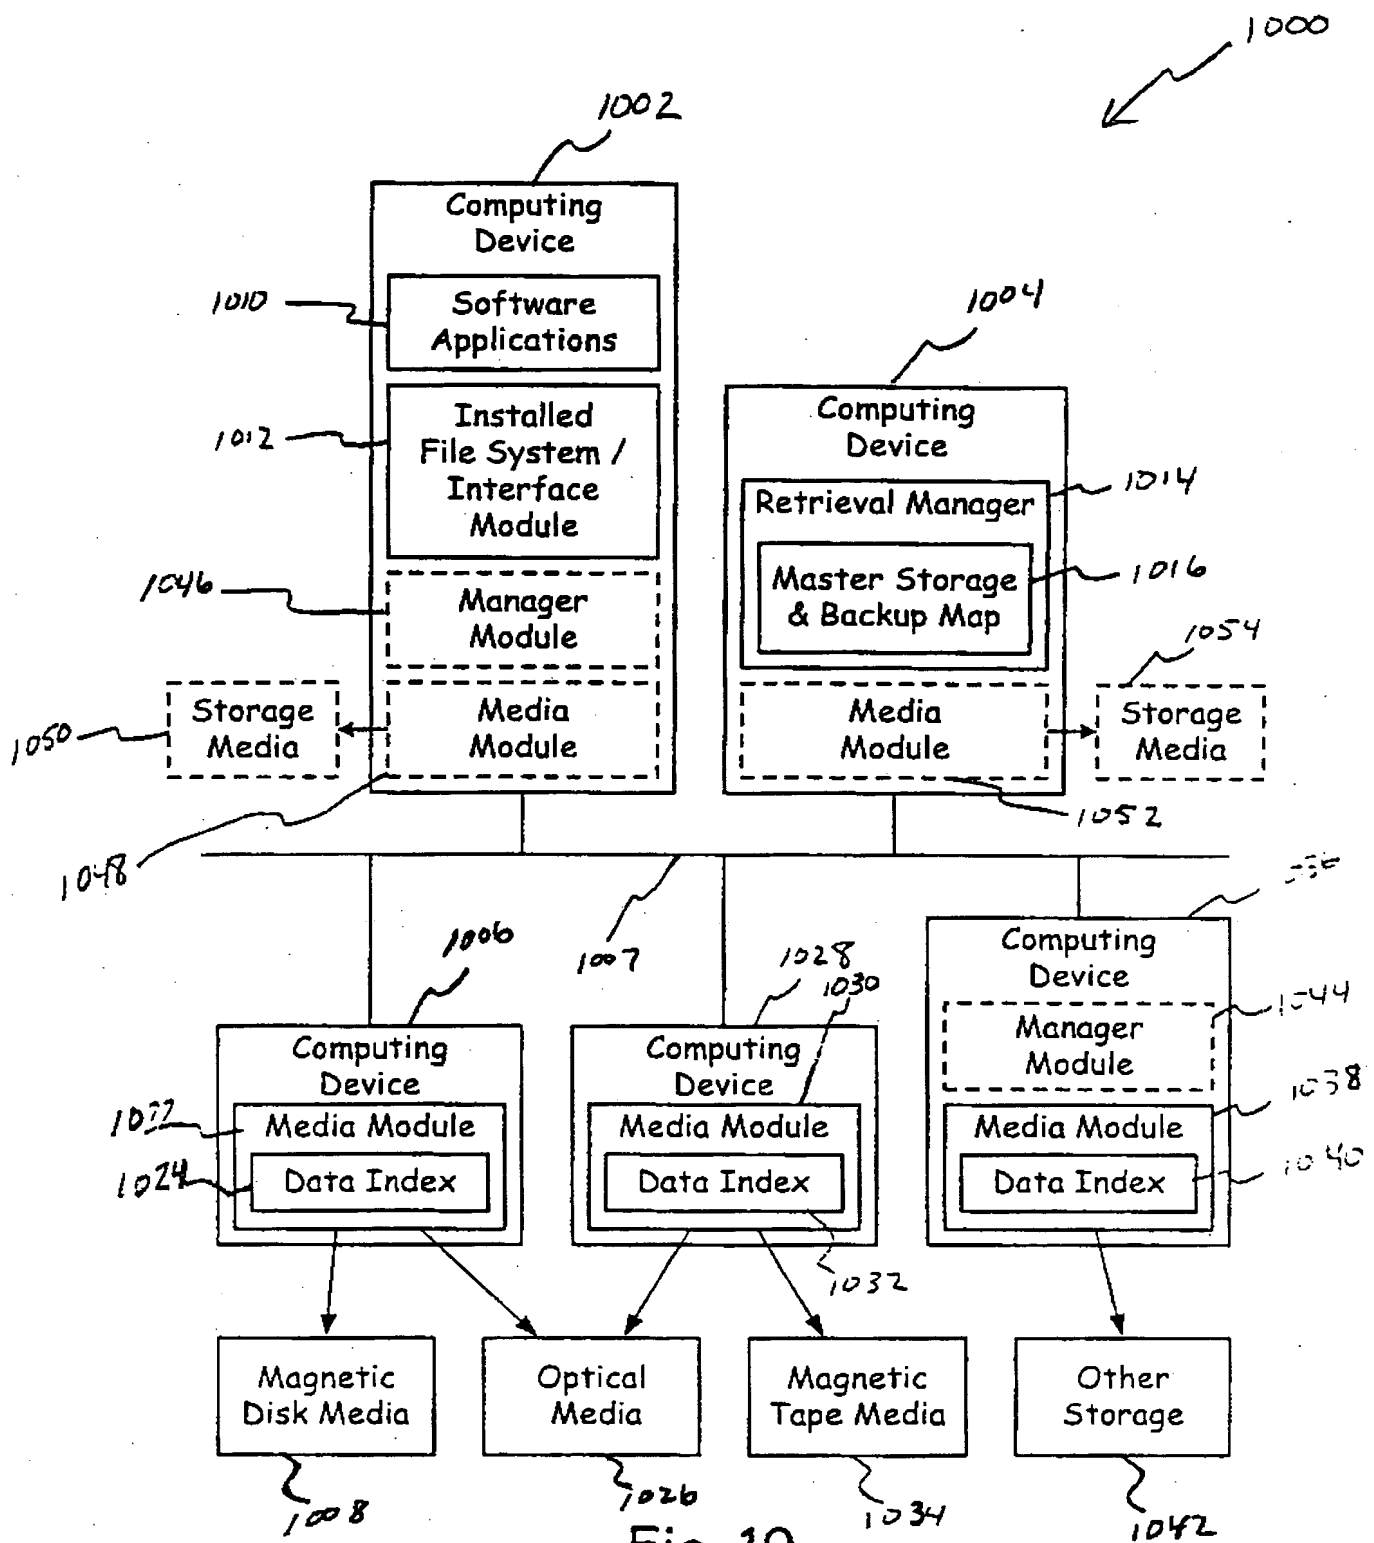 1000
1002
Computing
Device
1010
Software
Applications
1012
Installed
File System /
Interface
Module
1046
Manager
Module
1050
Storage
Media
Media
Module
1048
1004
Computing
Device
1014
Retrieval Manager
1016
Master Storage
& Backup Map
1054
Media
Module
Storage
Media
1052
1007
1006
Computing
Device
1022
Media Module
1024
Data Index
1028
1030
Computing
Device
Media Module
Data Index
1032
Computing
Device
1044
Manager
Module
1038
Media Module
1040
Data Index
Magnetic
Disk Media
1008
Optical
Media
1026
Magnetic
Tape Media
1034
Other
Storage
1042
Fig. 10